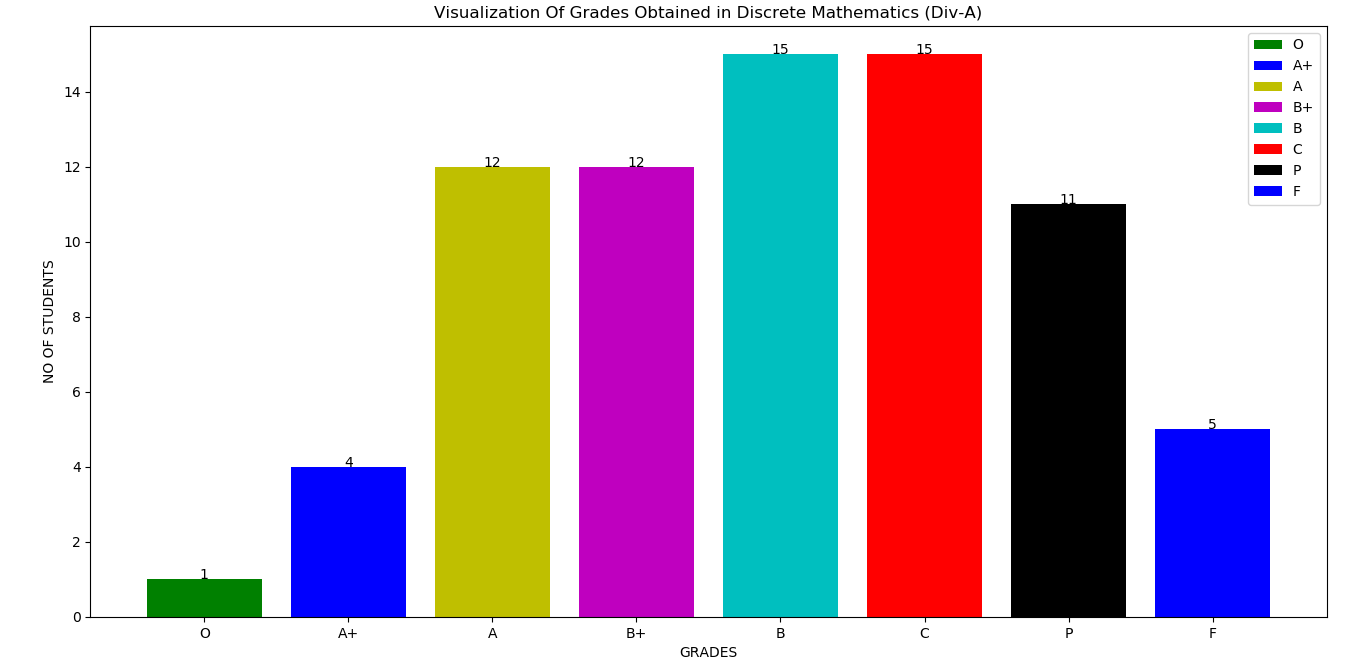 Visualization Of Grades Obtained in Discrete Mathematics (Div-A)
O
A+
A
B+
B
C
P
F
15 15
14
12 12 12
11
10
NO OF STUDENTS
8
6
5
4 4
2
1
0
O A+ A B+ B C P F
GRADES